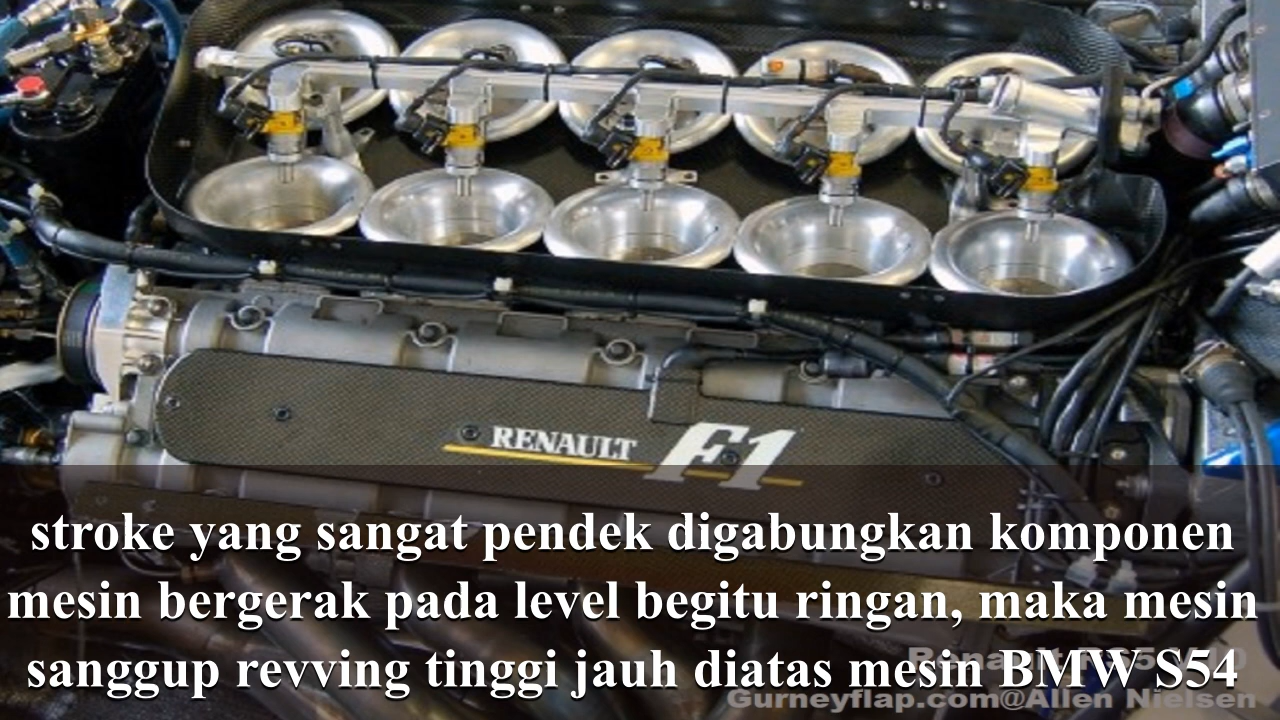 RENAULT F1
stroke yang sangat pendek digabungkan komponen
mesin bergerak pada level begitu ringan, maka mesin
sanggup revving tinggi jauh diatas mesin BMW S54
Gurneyflap.com@Allen Nielsen